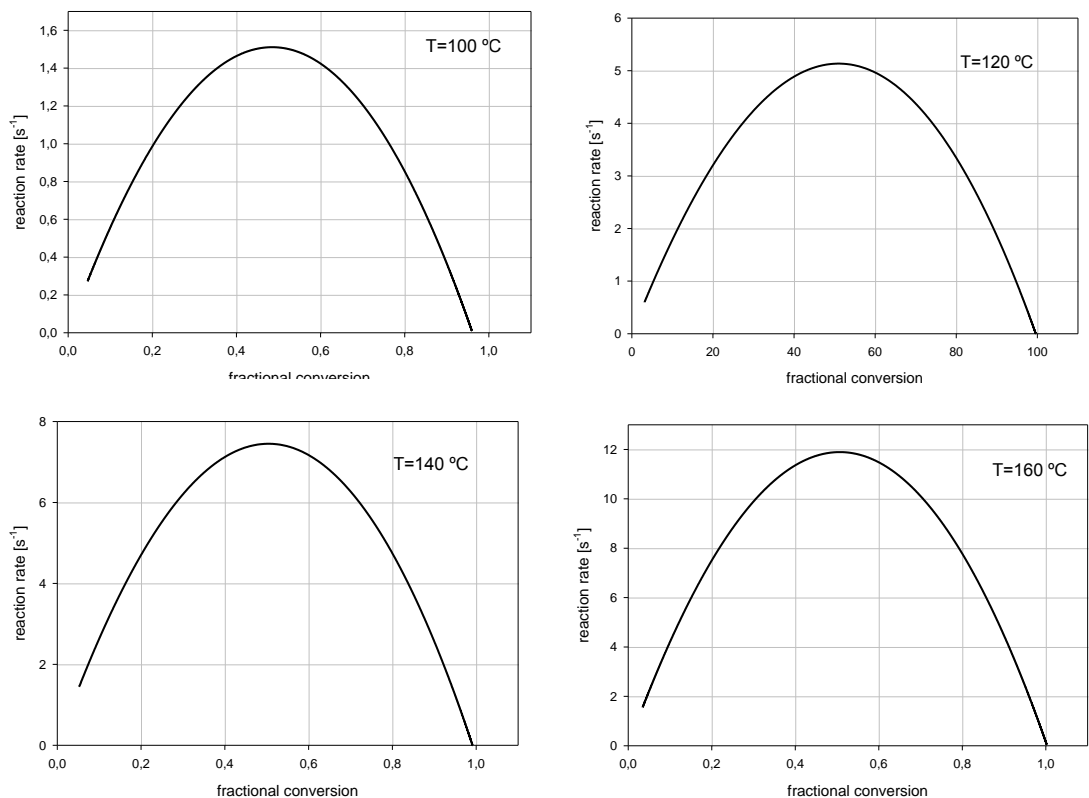 T=100 ºC
reaction rate [s-1]
1,6
1,4
1,2
1,0
0,8
0,6
0,4
0,2
0,0
0,0 0,2 0,4 0,6 0,8 1,0
fractional conversion
T=120 ºC
reaction rate [s-1]
6
5
4
3
2
1
0
0 20 40 60 80 100
fractional conversion
T=140 ºC
reaction rate [s-1]
8
6
4
2
0
0,0 0,2 0,4 0,6 0,8 1,0
fractional conversion
T=160 ºC
reaction rate [s-1]
12
10
8
6
4
2
0
0,0 0,2 0,4 0,6 0,8 1,0
fractional conversion